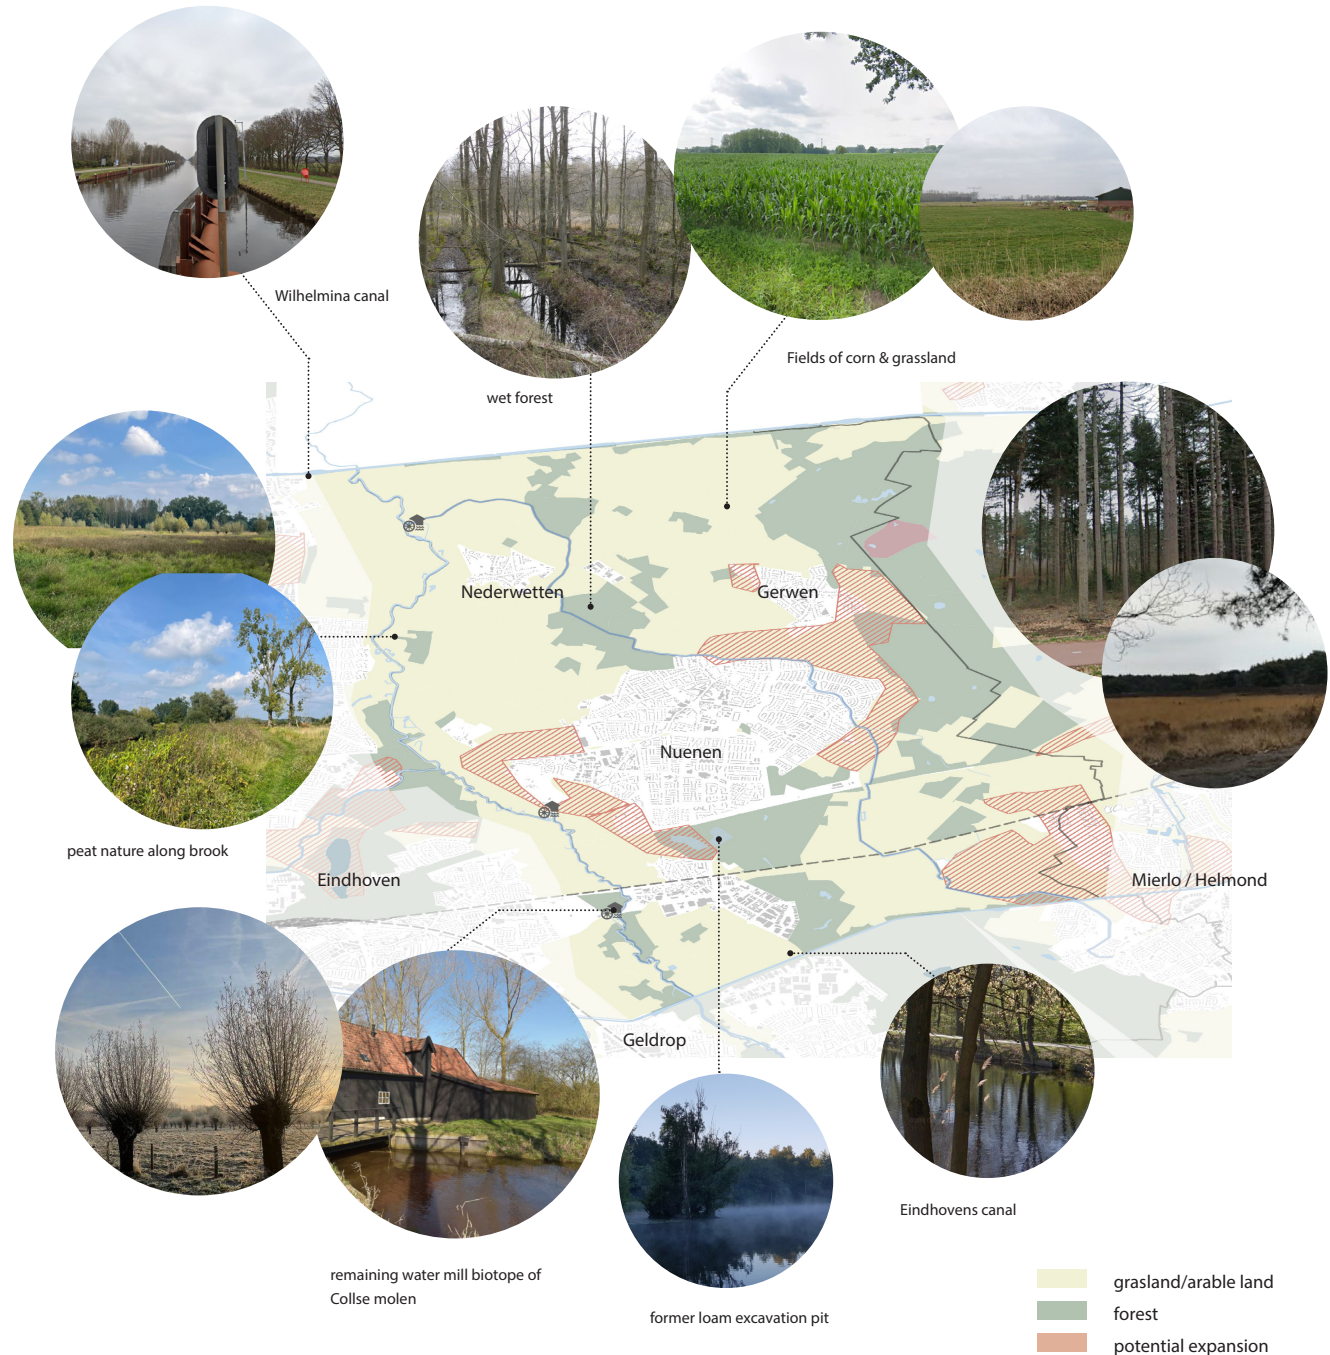 Wilhelmina canal
Fields of corn & grassland
wet forest
Nederwetten
Gerwen
Nuenen
peat nature along brook
Eindhoven
Mierlo / Helmond
Geldrop
Eindhovens canal
remaining water mill biotope of
Collse molen
former loam excavation pit
grasland/arable land
forest
potential expansion